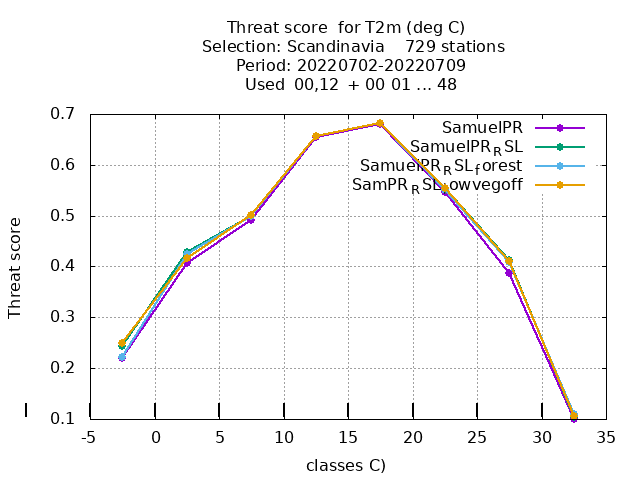 Threat score for T2m (deg C)
Selection: Scandinavia 729 stations
Period: 20220702-20220709
Used 00,12 + 00 01 ... 48
SamuelPR
SamuelPR_RSL
SamuelPR_RSL_forest
SamPR_RSL_lowvegoff
Threat score
0.7
0.6
0.5
0.4
0.3
0.2
0.1
-5 0 5 10 15 20 25 30 35
classes C)